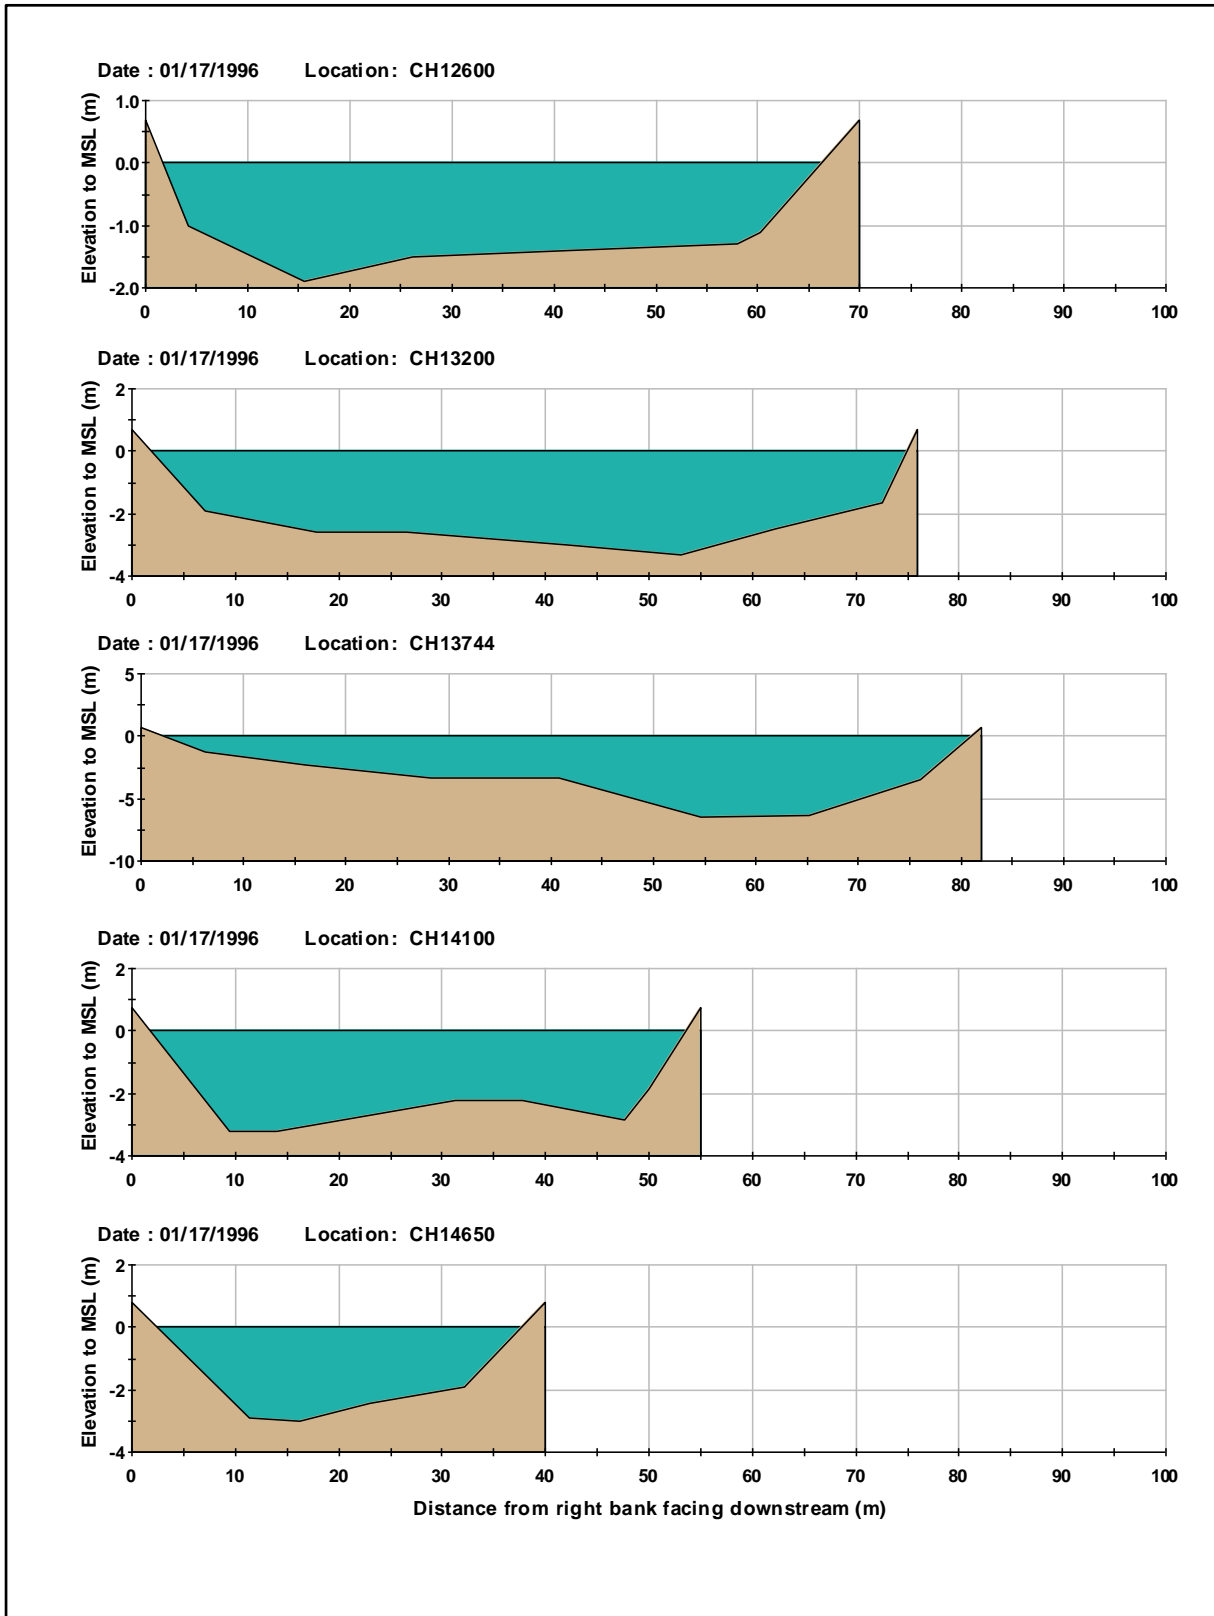 Date : 01/17/1996 Location: CH12600
Elevation to MSL (m)
1.0
0.0
-1.0
-2.0
0 10 20 30 40 50 60 70 80 90 100
Date : 01/17/1996 Location: CH13200
Elevation to MSL (m)
2
0
-2
-4
0 10 20 30 40 50 60 70 80 90 100
Date : 01/17/1996 Location: CH13744
Elevation to MSL (m)
5
0
-5
-10
0 10 20 30 40 50 60 70 80 90 100
Date : 01/17/1996 Location: CH14100
Elevation to MSL (m)
2
0
-2
-4
0 10 20 30 40 50 60 70 80 90 100
Date : 01/17/1996 Location: CH14650
Elevation to MSL (m)
2
0
-2
-4
0 10 20 30 40 50 60 70 80 90 100
Distance from right bank facing downstream (m)